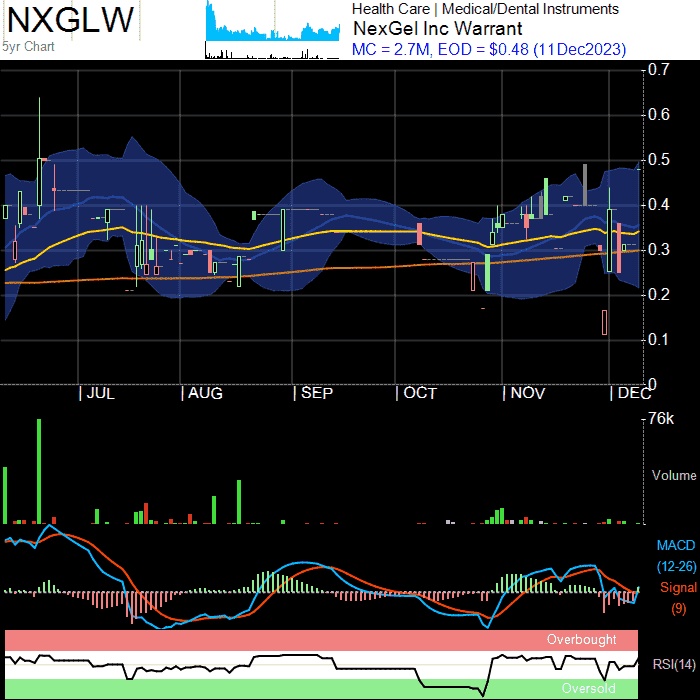 NXGLW
5yr Chart
Health Care | Medical/Dental Instruments
NexGel Inc Warrant
MC = 2.7M, EOD = $0.48 (11Dec2023)
0.7
0.6
0.5
0.4
0.3
0.2
0.1
0
| JUL | AUG | SEP | OCT | NOV | DEC
76k
Volume
MACD
(12-26)
Signal
(9)
Overbought
RSI(14)
Oversold